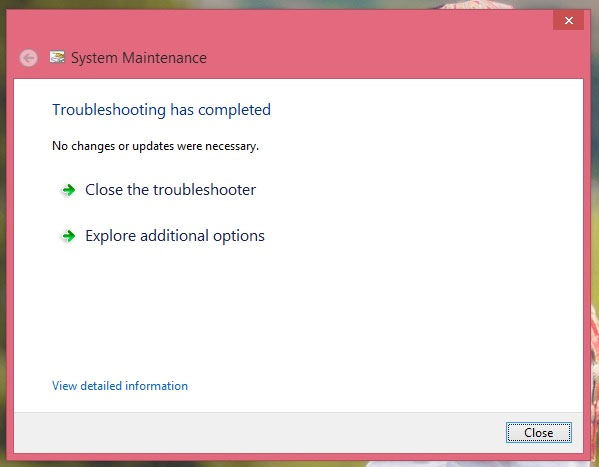 System Maintenance
Troubleshooting has completed
No changes or updates were necessary.
Close the troubleshooter
Explore additional options
View detailed information
Close